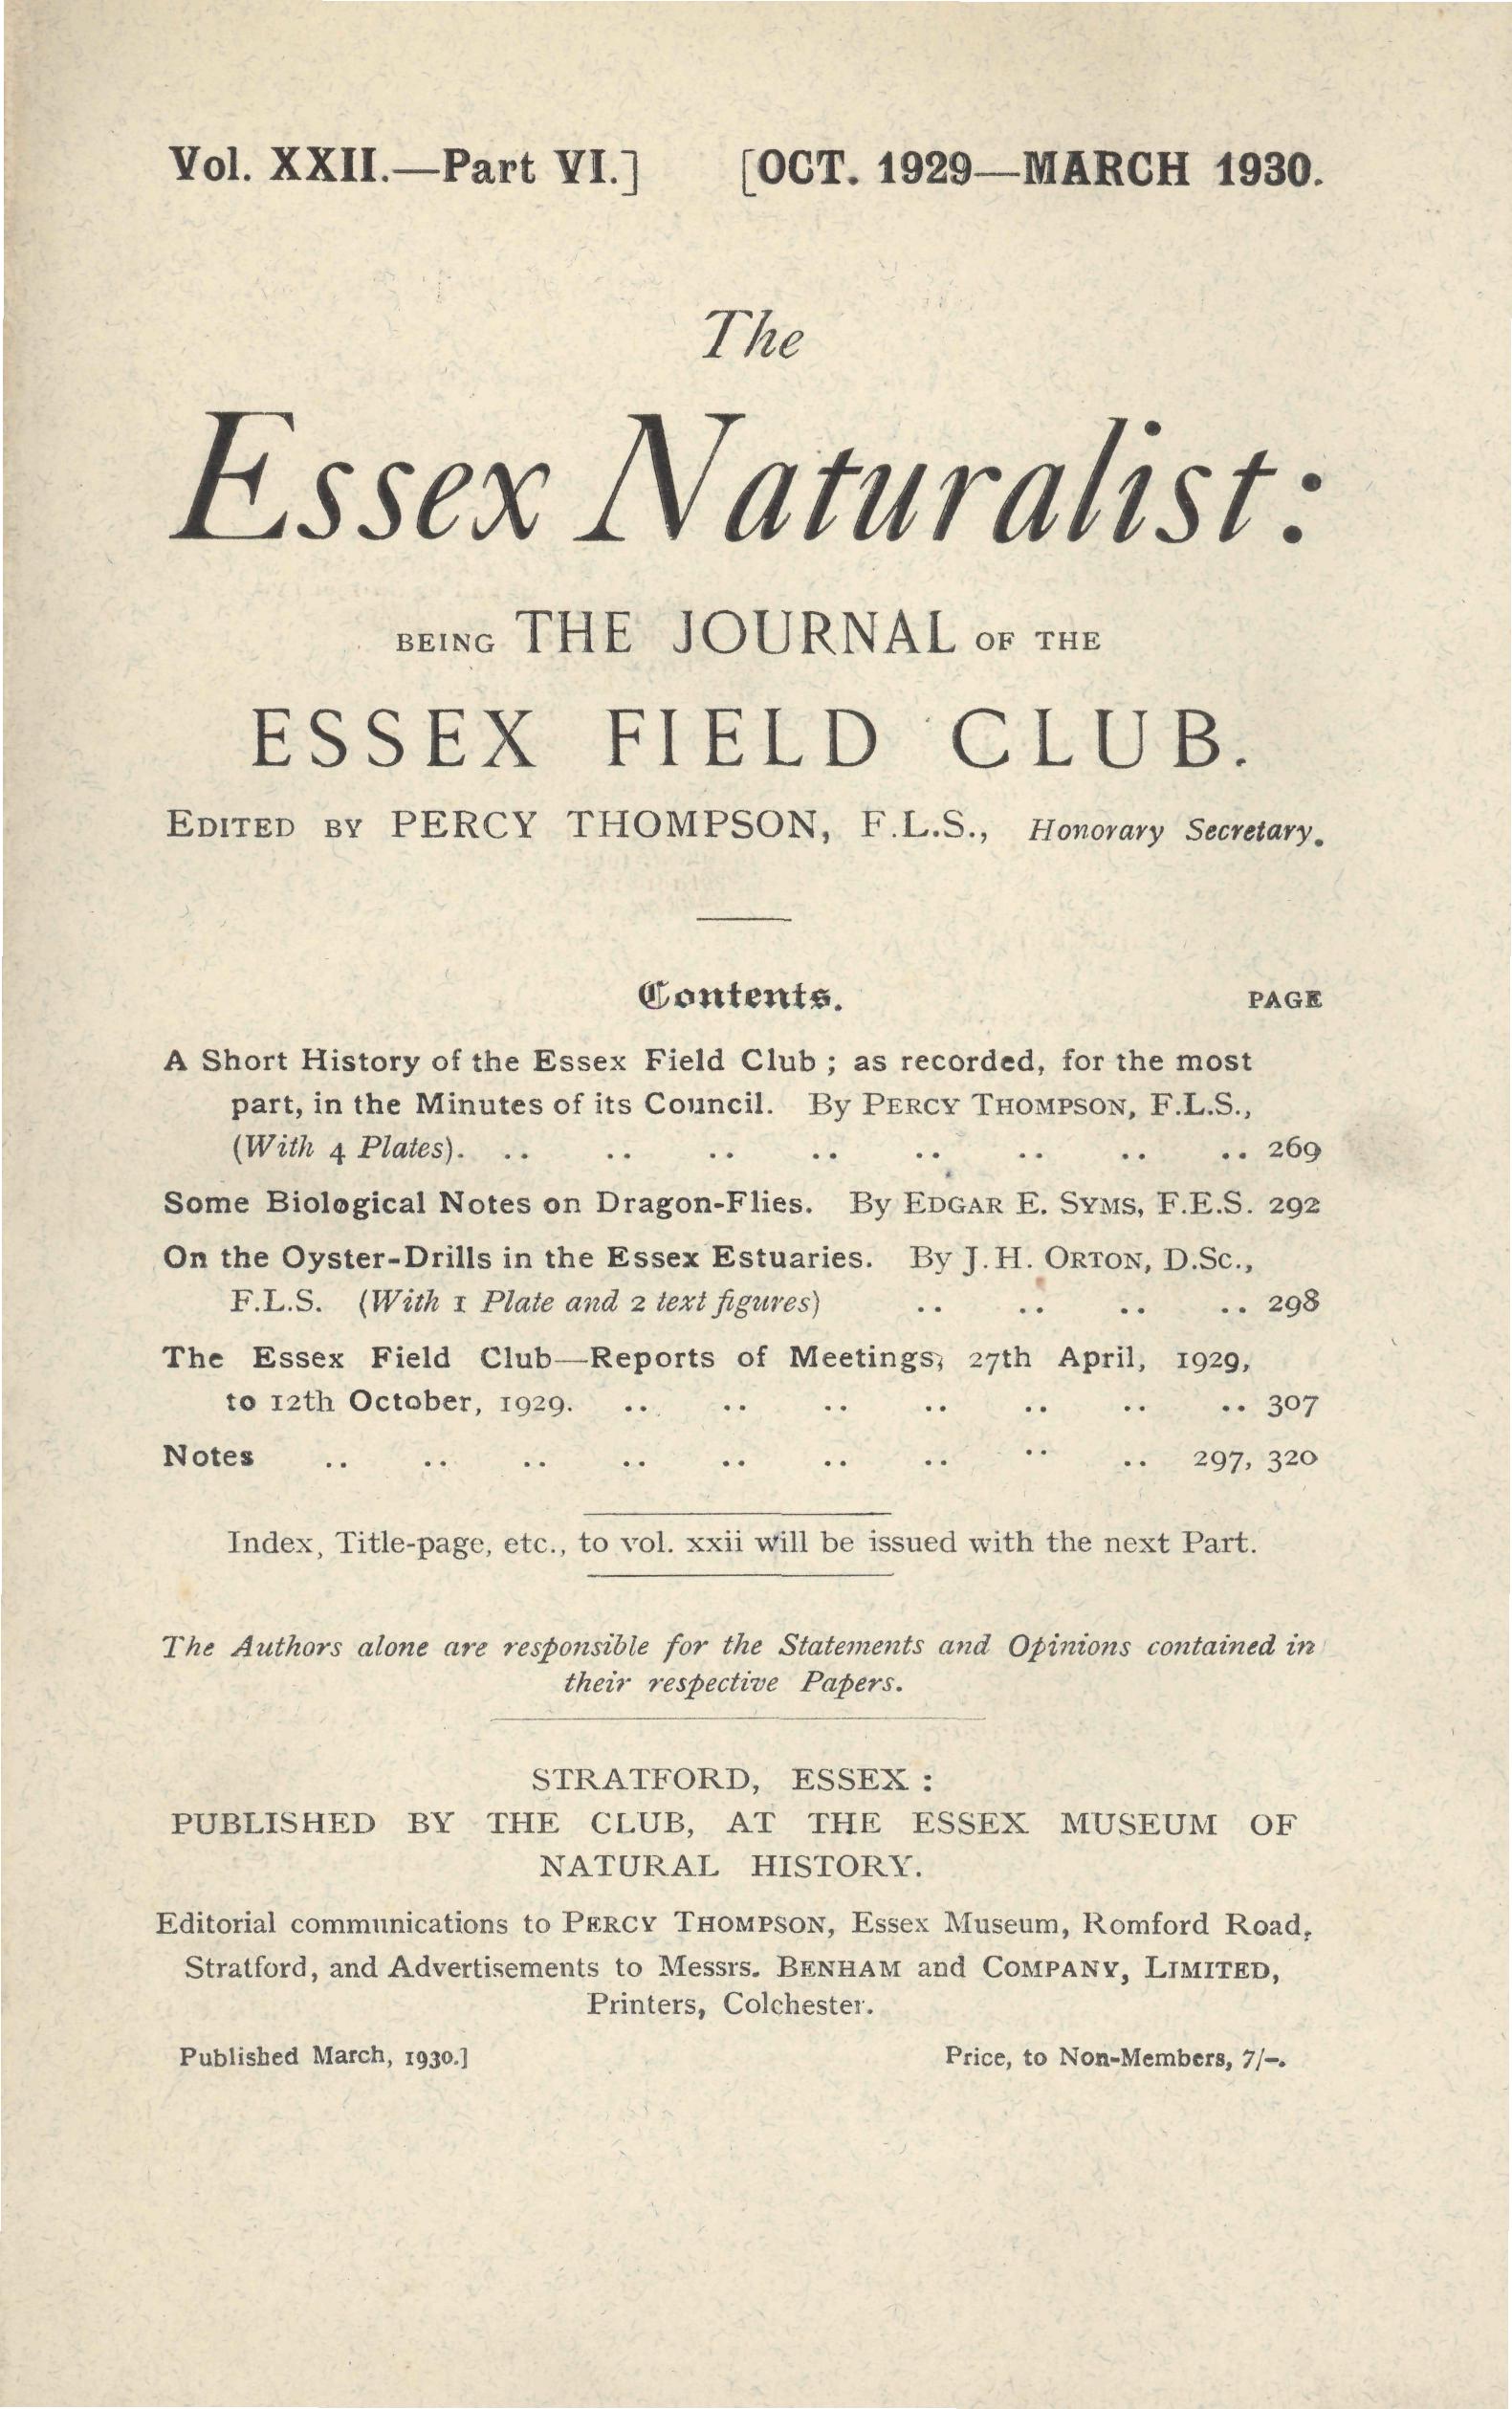 Vol. XXII.—Part VI.] [OCT. 1929—MARCH 1930.
The
Essex Naturalist:
BEING THE JOURNAL OF THE
ESSEX FIELD CLUB.
EDITED BY PERCY THOMPSON, F.L.S., Honorary Secretary.
Contents. PAGE
A Short History of the Essex Field Club ; as recorded, for the most
part, in the Minutes of its Council. By PERCY THOMPSON, F.L.S.,
(With 4 Plates). .. .. .. .. .. .. .. .. 269
Some Biological Notes on Dragon-Flies. By EDGAR E. SYMS, F.E.S. 292
On the Oyster-Drills in the Essex Estuaries. By J. H. ORTON, D.Sc.,
F.L.S. (With 1 Plate and 2 text figures) .. .. .. .. 298
The Essex Field Club—Reports of Meetings, 27th April, 1929,
to 12th October, 1929. .. .. .. .. .. .. .. 307
Notes .. .. .. .. .. .. .. .. .. 297, 320
Index, Title-page, etc., to vol. xxii will be issued with the next Part.
The Authors alone are responsible for the Statements and Opinions contained in
their respective Papers.
STRATFORD, ESSEX :
PUBLISHED BY THE CLUB, AT THE ESSEX MUSEUM OF
NATURAL HISTORY.
Editorial communications to PERCY THOMPSON, Essex Museum, Romford Road,
Stratford, and Advertisements to Messrs. BENHAM and COMPANY, LIMITED,
Printers, Colchester.
Published March, 1930.] Price, to Non-Members, 7/-.